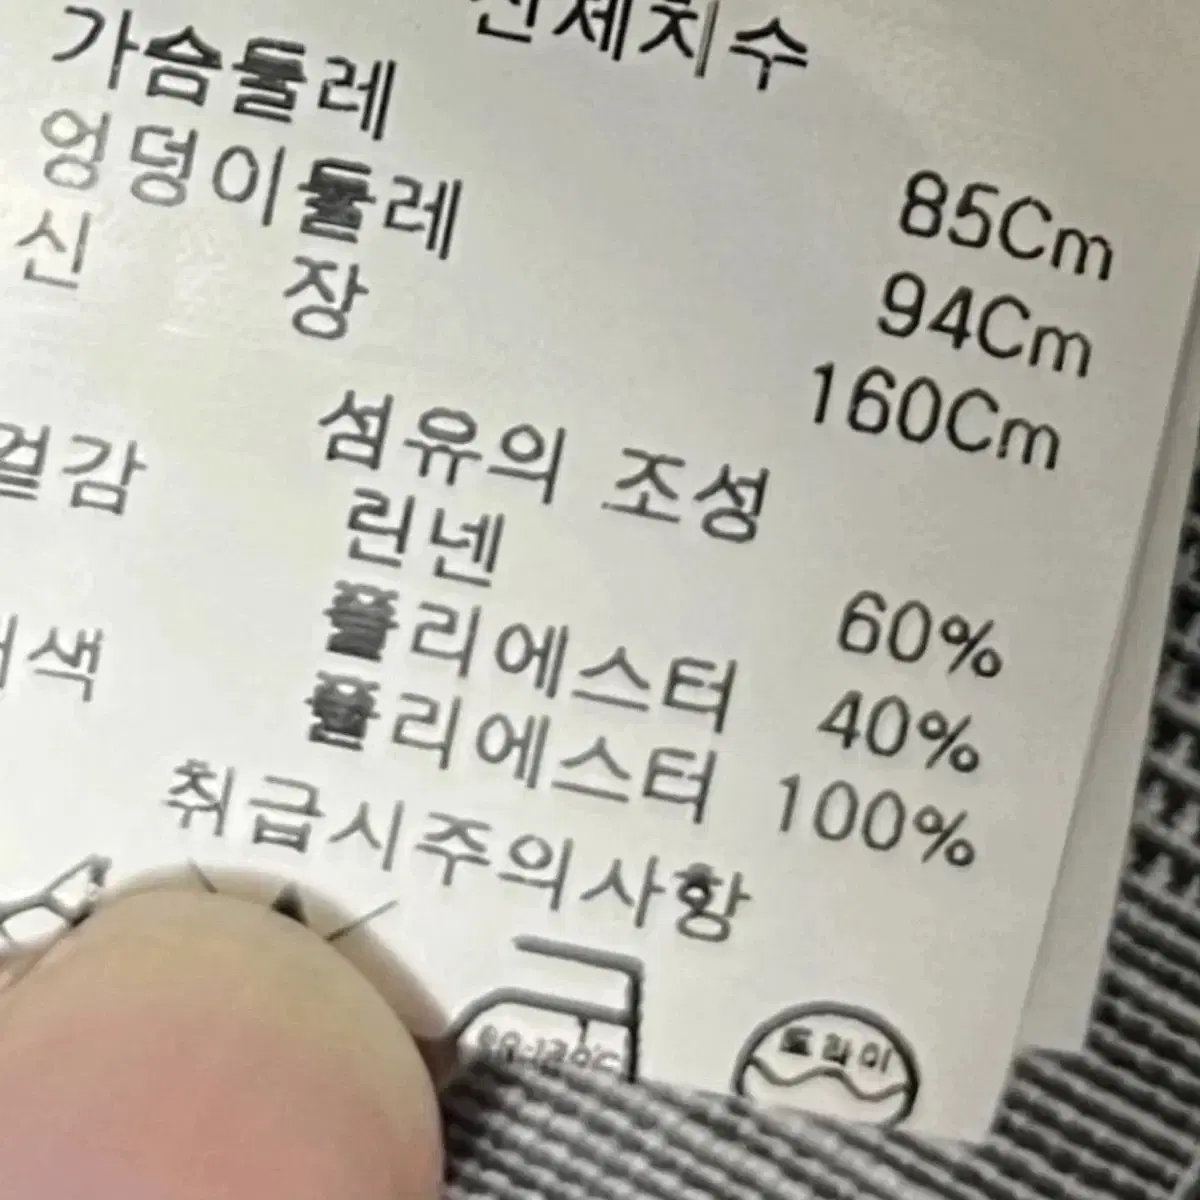 신체치수
가슴둘레 85Cm
엉덩이둘레 94Cm
신 장 160Cm
섬유의 조성
겉감 린넨 60%
폴리에스터 40%
배색 폴리에스터 100%
취급시주의사항
드라이